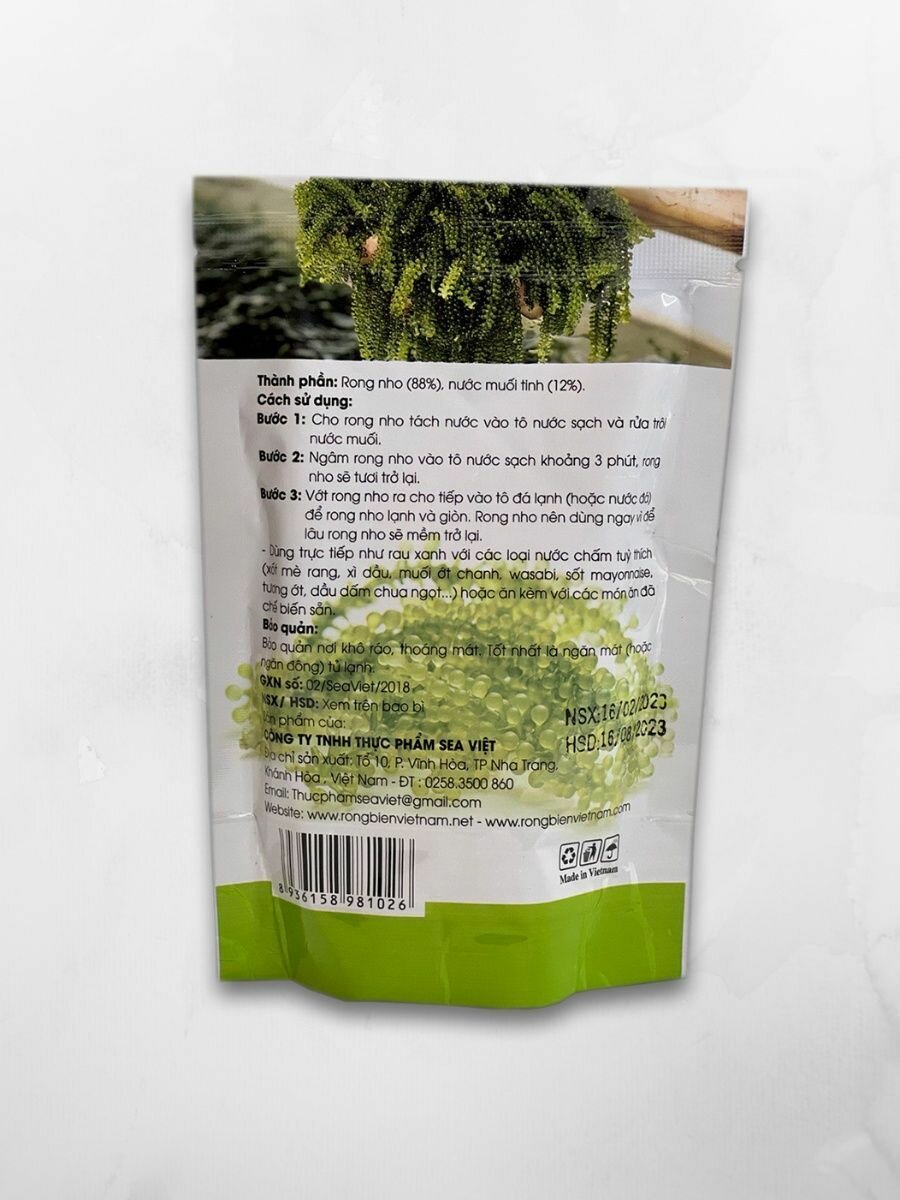 Thành phần: Rong nho (88%), nước muối tinh (12%).
Cách sử dụng:
Bước 1: Cho rong nho tách nước vào tô nước sạch và rửa trôi
nước muối.
Bước 2: Ngâm rong nho vào tô nước sạch khoảng 3 phút, rong
nho sẽ tươi trở lại.
Bước 3: Vớt rong nho ra cho tiếp vào tô đá lạnh (hoặc nước đá)
để rong nho lạnh và giòn. Rong nho nên dùng ngay vì để
lâu rong nho sẽ mềm trở lại.
- Dùng trực tiếp như rau xanh với các loại nước chấm tuỳ thích
(xốt mè rang, xì dầu, muối ớt chanh, wasabi, sốt mayonnaise,
tương ớt, dầu dấm chua ngọt...) hoặc ăn kèm với các món ăn đã
chế biến sẵn.
Bảo quản:
Bảo quản nơi khô ráo, thoáng mát. Tốt nhất là ngăn mát (hoặc
ngăn đông) tủ lạnh.
GXN số: 02/SeaViet/2018
NSX/ HSD: Xem trên bao bì
Sản phẩm của:
CÔNG TY TNHH THỰC PHẨM SEA VIỆT
Địa chỉ sản xuất: Tổ 10, P. Vĩnh Hòa, TP Nha Trang,
Khánh Hòa , Việt Nam - ĐT : 0258.3500 860
Email: Thucphamseaviet@gmail.com
Website: www.rongbienvietnam.net - www.rongbienvietnam.com
NSX:16/02/2023
HSD:16/08/2023
8 936158 981026
Made in Vietnam